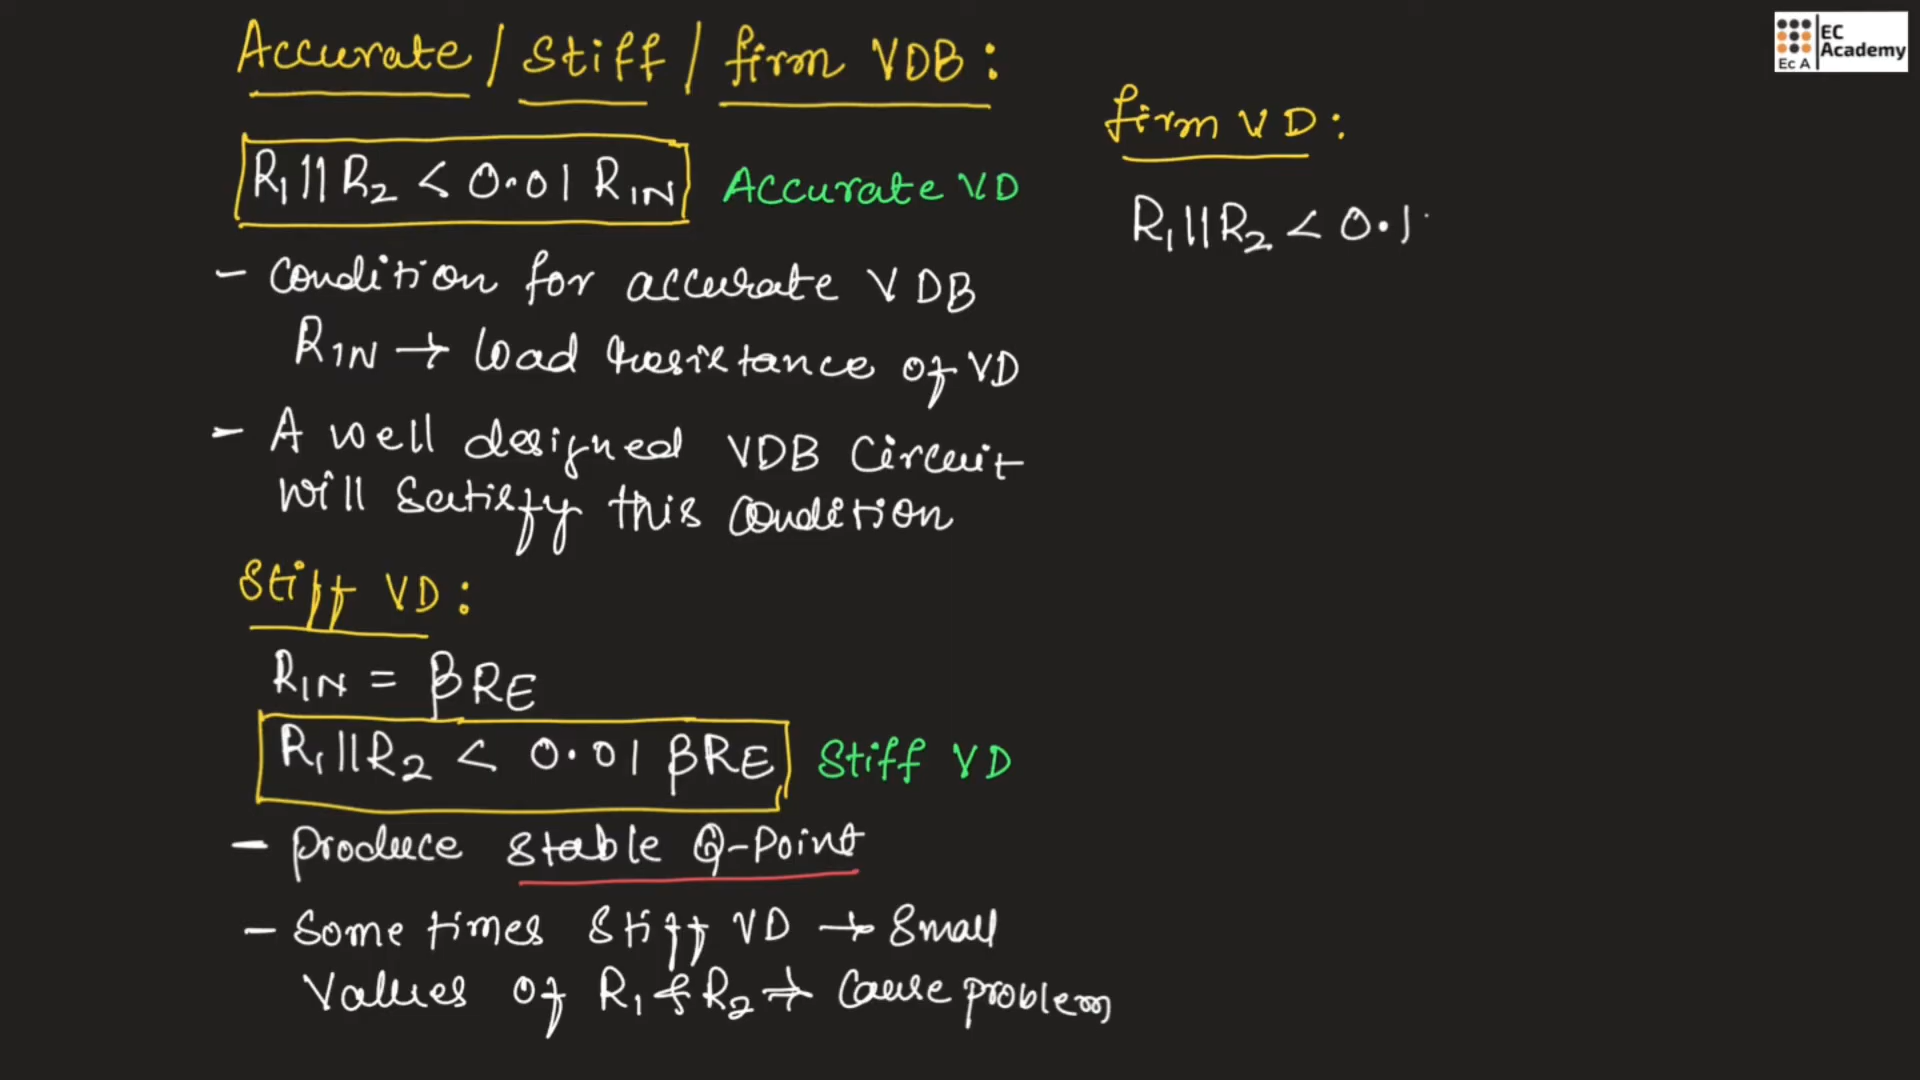 Accurate / Stiff / firm VDB :
R1 || R2 < 0.01 RIN Accurate VD
- Condition for accurate VDB
RIN → load resistance of VD
- A well designed VDB Circuit
will satisfy this condition
Stiff VD :
RIN = βRE
R1||R2 < 0.01 βRE Stiff VD
- produce stable Q-Point
- Some times stiff VD → small
Values of R1 & R2 → Cause problem
firm VD :
R1||R2 < 0.1
EC
Academy
Ec A